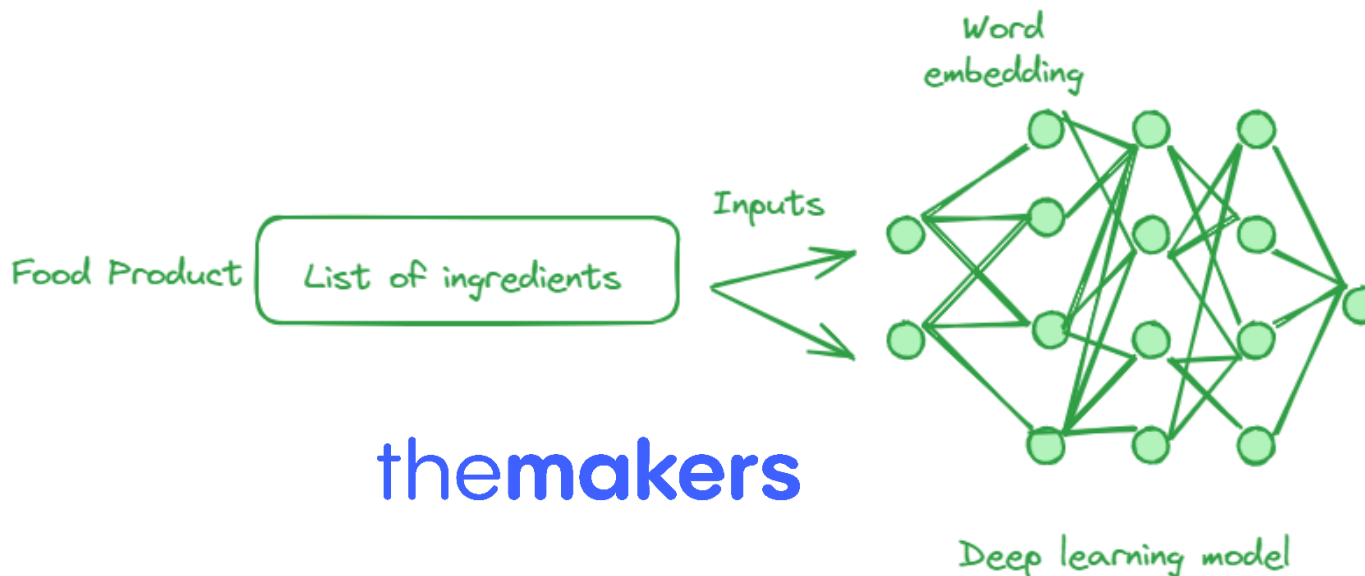 Word
embedding
Inputs
Food Product
List of ingredients
themakers
Deep learning model